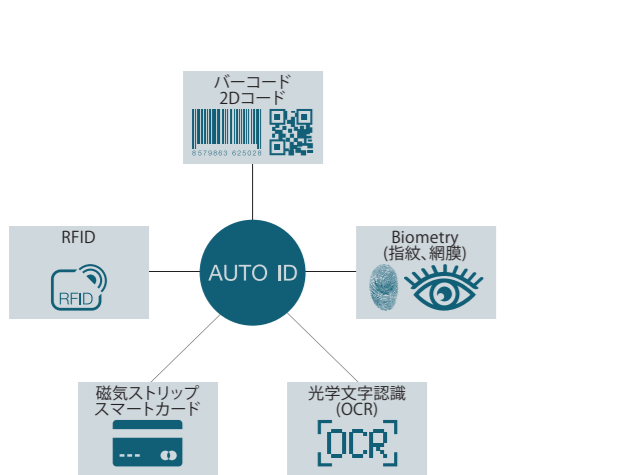 バーコード
2Dコード
8579863 625026
RFID
RFID
AUTO ID
Biometry
(指紋、網膜)
磁気ストリップ
スマートカード
光学文字認識
(OCR)
OCR